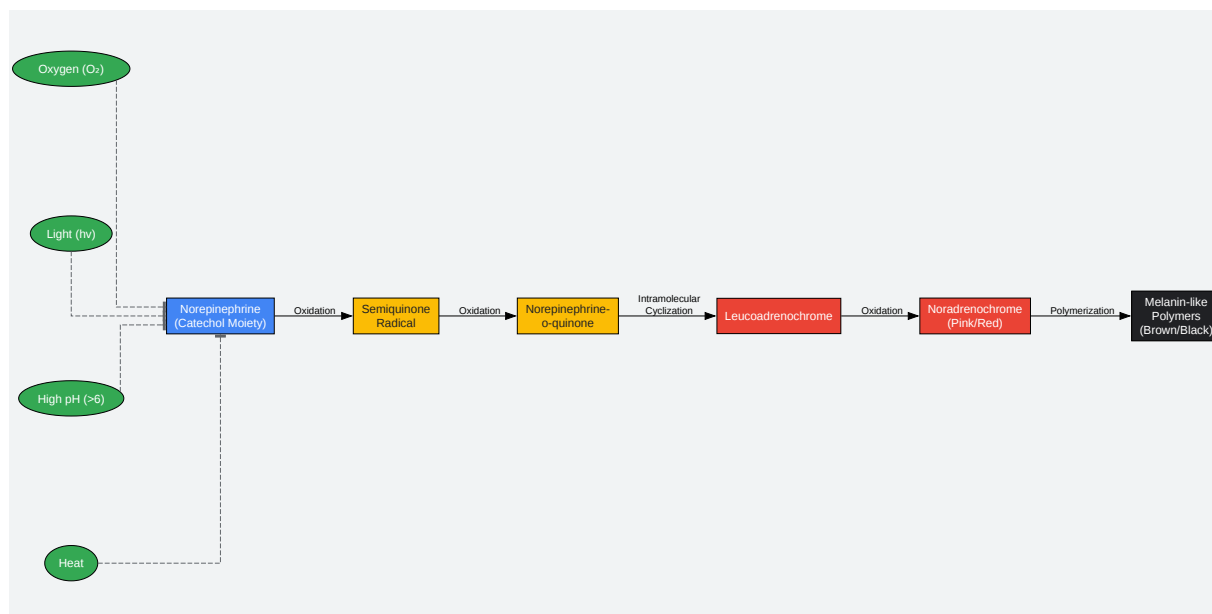 Oxygen (O₂)
Light (hv)
Norepinephrine
(Catechol Moiety)
Oxidation
Semiquinone
Radical
Oxidation
Norepinephrine-
o-quinone
Intramolecular
Cyclization
Leucoadrenochrome
Oxidation
Noradrenochrome
(Pink/Red)
Polymerization
Melanin-like
Polymers
(Brown/Black)
High pH (>6)
Heat